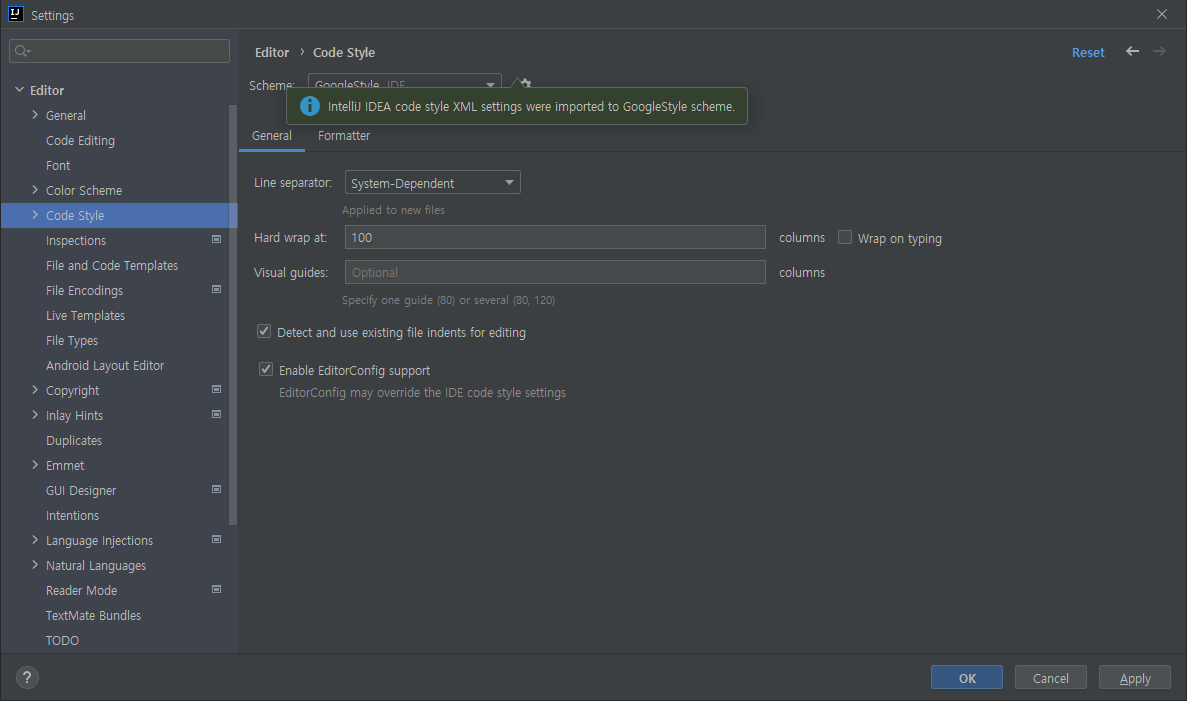 IJ Settings
Editor › Code Style
Reset
Scheme: GoogleStyle IDE
IntelliJ IDEA code style XML settings were imported to GoogleStyle scheme.
General Formatter
Line separator: System-Dependent
Applied to new files
Hard wrap at: 100 columns Wrap on typing
Visual guides: Optional columns
Specify one guide (80) or several (80, 120)
Detect and use existing file indents for editing
Enable EditorConfig support
EditorConfig may override the IDE code style settings
Editor
General
Code Editing
Font
Color Scheme
Code Style
Inspections
File and Code Templates
File Encodings
Live Templates
File Types
Android Layout Editor
Copyright
Inlay Hints
Duplicates
Emmet
GUI Designer
Intentions
Language Injections
Natural Languages
Reader Mode
TextMate Bundles
TODO
?
OK Cancel Apply